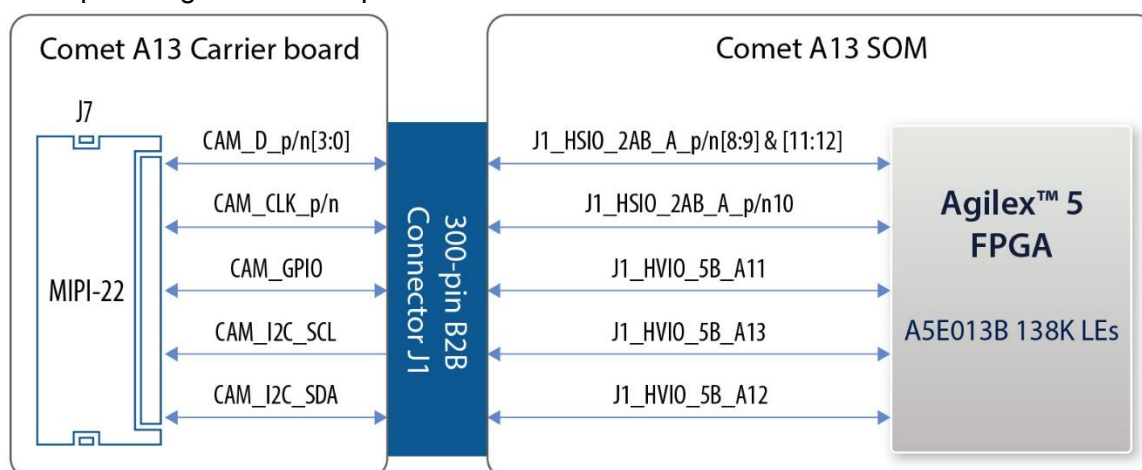 Comet A13 Carrier board
Comet A13 SOM
J7
MIPI-22
CAM_D_p/n[3:0]
CAM_CLK_p/n
CAM_GPIO
CAM_I2C_SCL
CAM_I2C_SDA
300-pin B2B
Connector J1
J1_HSIO_2AB_A_p/n[8:9] & [11:12]
J1_HSIO_2AB_A_p/n10
J1_HVIO_5B_A11
J1_HVIO_5B_A13
J1_HVIO_5B_A12
Agilex™ 5
FPGA
A5E013B 138K LEs